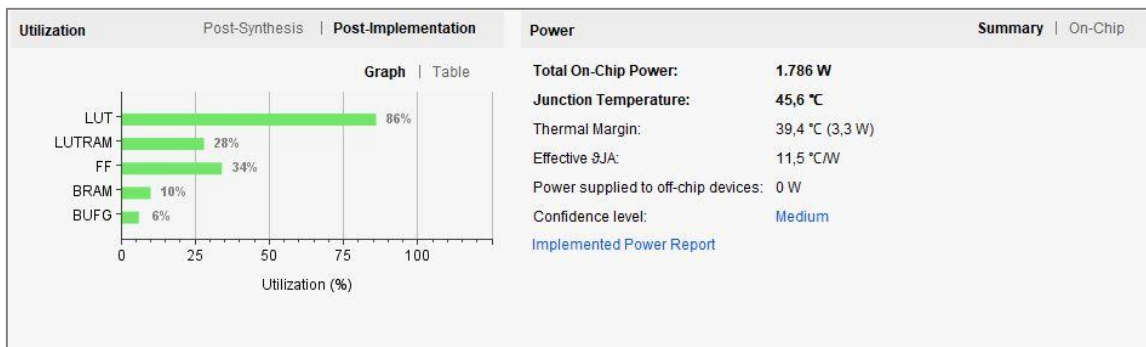 Utilization Post-Synthesis | Post-Implementation
Graph | Table
LUT 86%
LUTRAM 28%
FF 34%
BRAM 10%
BUFG 6%
0 25 50 75 100
Utilization (%)
Power Summary | On-Chip
Total On-Chip Power: 1.786 W
Junction Temperature: 45,6 °C
Thermal Margin: 39,4 °C (3,3 W)
Effective ϑJA: 11,5 °C/W
Power supplied to off-chip devices: 0 W
Confidence level: Medium
Implemented Power Report